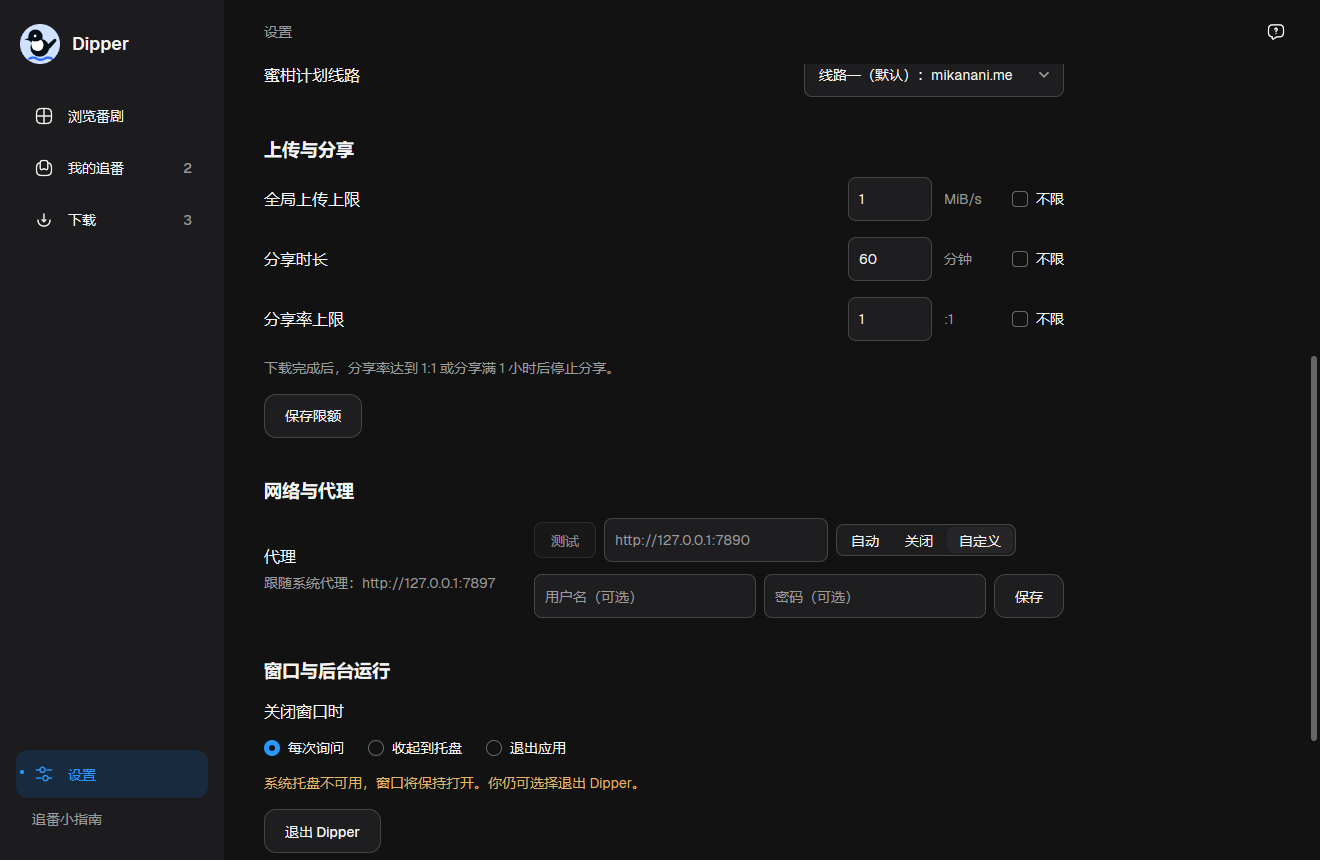 Dipper
浏览番剧
我的追番 2
下载 3
设置
追番小指南
设置
蜜柑计划线路 线路一（默认）：mikanani.me
上传与分享
全局上传上限 1 MiB/s 不限
分享时长 60 分钟 不限
分享率上限 1 :1 不限
下载完成后，分享率达到 1:1 或分享满 1 小时后停止分享。
保存限额
网络与代理
测试 http://127.0.0.1:7890 自动 关闭 自定义
代理
跟随系统代理：http://127.0.0.1:7897
用户名（可选） 密码（可选） 保存
窗口与后台运行
关闭窗口时
每次询问 收起到托盘 退出应用
系统托盘不可用，窗口将保持打开。你仍可选择退出 Dipper。
退出 Dipper